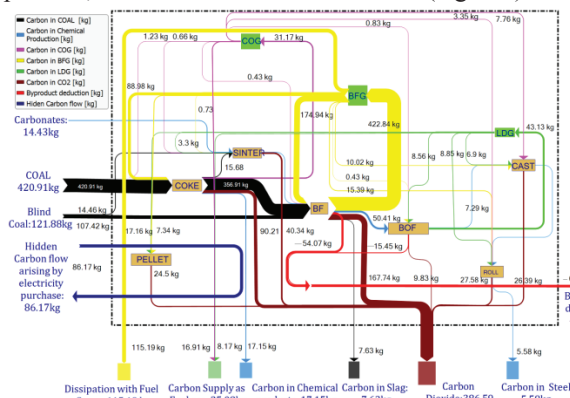 Carbon in COAL [kg]
Carbon in Chemical
Production [kg]
Carbon in COG [kg]
Carbon in BFG [kg]
Carbon in LDG [kg]
Carbon in CO2 [kg]
Byproduct deduction [kg]
Hiden Carbon flow [kg]
3.35 kg
0.83 kg
7.76 kg
1.23 kg
0.66 kg
31.17 kg
COG
0.43 kg
88.98 kg
BFG
174.94 kg
422.84 kg
0.73
Carbonates:
14.43kg
LDG
43.13 kg
3.3 kg
SINTER
8.56 kg
8.85 kg
6.9 kg
10.02 kg
CAST
15.68
0.43 kg
COAL
420.91kg
420.91 kg
COKE
356.91 kg
15.39 kg
7.29 kg
14.46 kg
Blind
Coal:121.88kg
107.42 kg
BF
50.41 kg
17.16 kg
7.34 kg
90.21
40.34 kg
BOF
54.07 kg
15.45 kg
Hidden
Carbon flow
arising by
electricity
purchase:
86.17kg
86.17 kg
PELLET
24.5 kg
167.74 kg
9.83 kg
ROLL
27.58 kg
26.39 kg
115.19 kg
16.91 kg
8.17 kg
17.15 kg
7.63 kg
5.58 kg
Dissipation with Fuel
Carbon Supply as
Carbon in Chemical
Carbon in Slag:
Carbon
Carbon in Steel